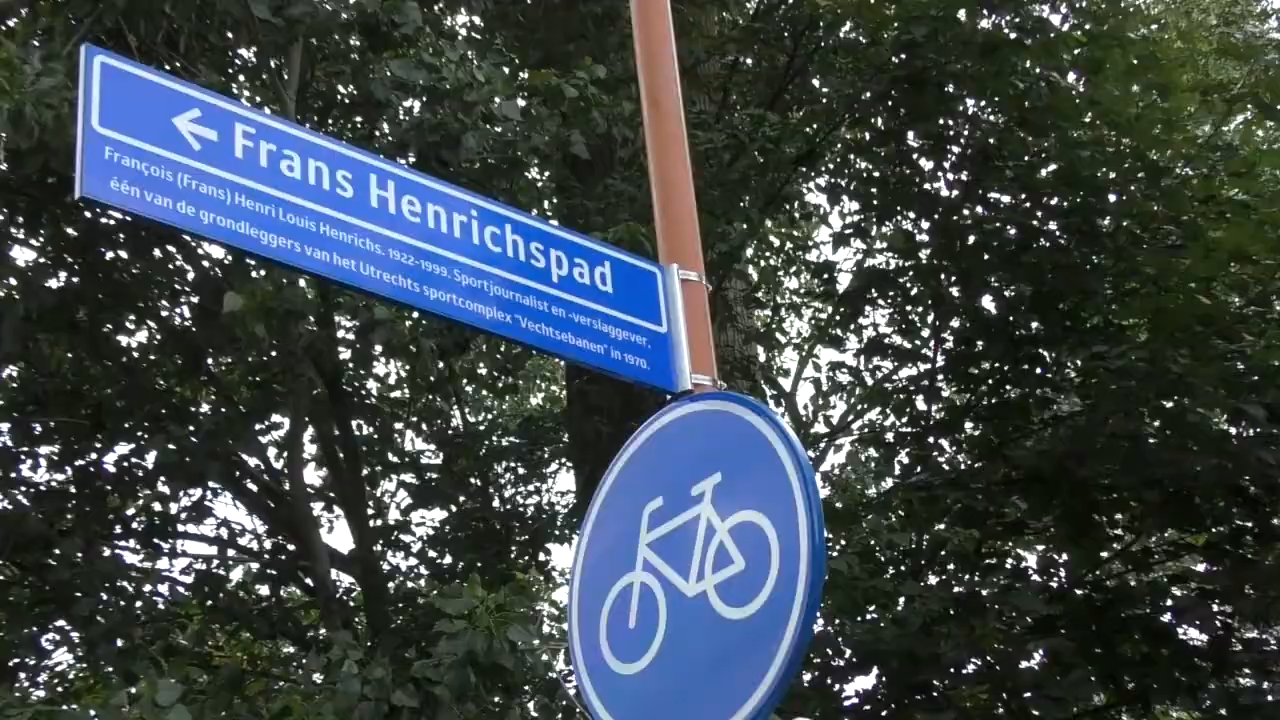 ← Frans Henrichspad
François (Frans) Henri Louis Henrichs. 1922-1999. Sportjournalist en -verslaggever,
één van de grondleggers van het Utrechts sportcomplex "Vechtsebanen" in 1970.